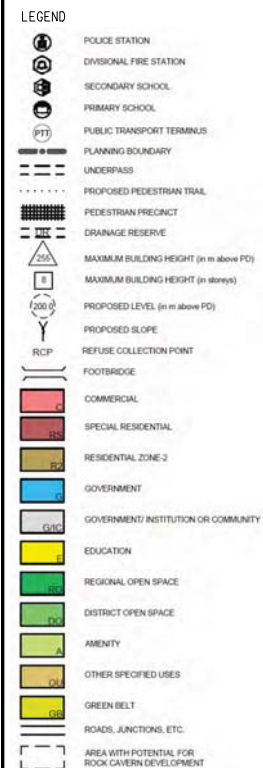 LEGEND
POLICE STATION
DIVISIONAL FIRE STATION
SECONDARY SCHOOL
PRIMARY SCHOOL
PTT PUBLIC TRANSPORT TERMINUS
PLANNING BOUNDARY
UNDERPASS
PROPOSED PEDESTRIAN TRAIL
PEDESTRIAN PRECINCT
DR DRAINAGE RESERVE
255 MAXIMUM BUILDING HEIGHT (in m above PD)
8 MAXIMUM BUILDING HEIGHT (in storeys)
200.0 PROPOSED LEVEL (in m above PD)
PROPOSED SLOPE
RCP REFUSE COLLECTION POINT
FOOTBRIDGE
C COMMERCIAL
RS SPECIAL RESIDENTIAL
R2 RESIDENTIAL ZONE-2
G GOVERNMENT
G/IC GOVERNMENT/ INSTITUTION OR COMMUNITY
E EDUCATION
RO REGIONAL OPEN SPACE
DO DISTRICT OPEN SPACE
A AMENITY
OU OTHER SPECIFIED USES
GB GREEN BELT
ROADS, JUNCTIONS, ETC.
AREA WITH POTENTIAL FOR
ROCK CAVERN DEVELOPMENT